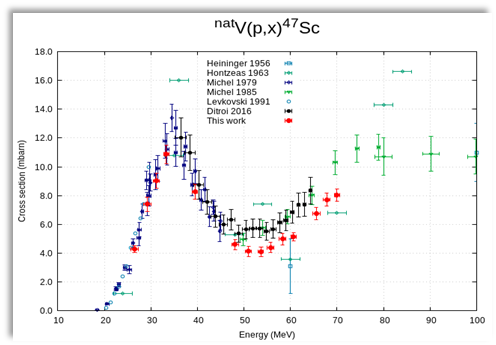 natV(p,x)47Sc
18.0
16.0
14.0
12.0
10.0
8.0
6.0
4.0
2.0
0.0
Cross section (mbarn)
Heininger 1956
Hontzeas 1963
Michel 1979
Michel 1985
Levkovski 1991
Ditroi 2016
This work
10 20 30 40 50 60 70 80 90 100
Energy (MeV)